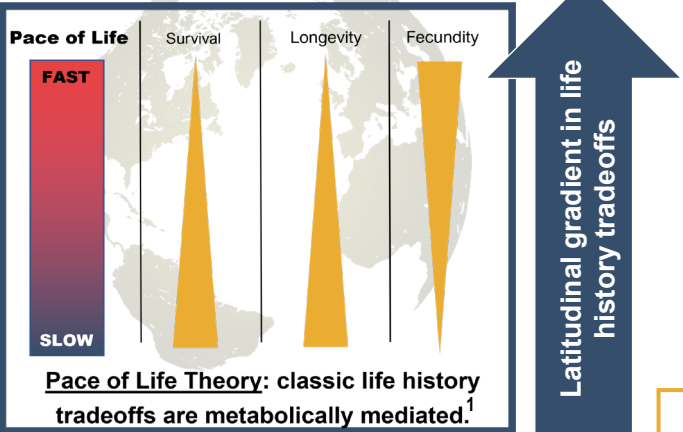 Pace of Life
Survival
Longevity
Fecundity
FAST
SLOW
Pace of Life Theory: classic life history
tradeoffs are metabolically mediated.1
Latitudinal gradient in life
history tradeoffs